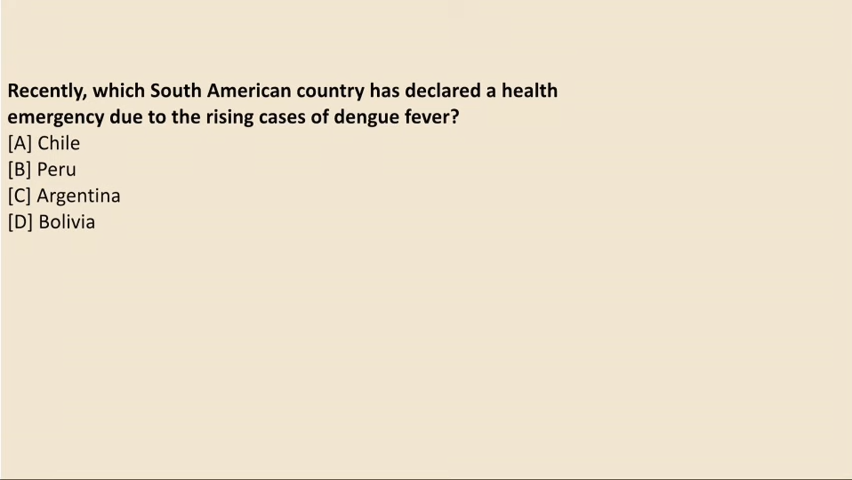 Recently, which South American country has declared a health
emergency due to the rising cases of dengue fever?
[A] Chile
[B] Peru
[C] Argentina
[D] Bolivia